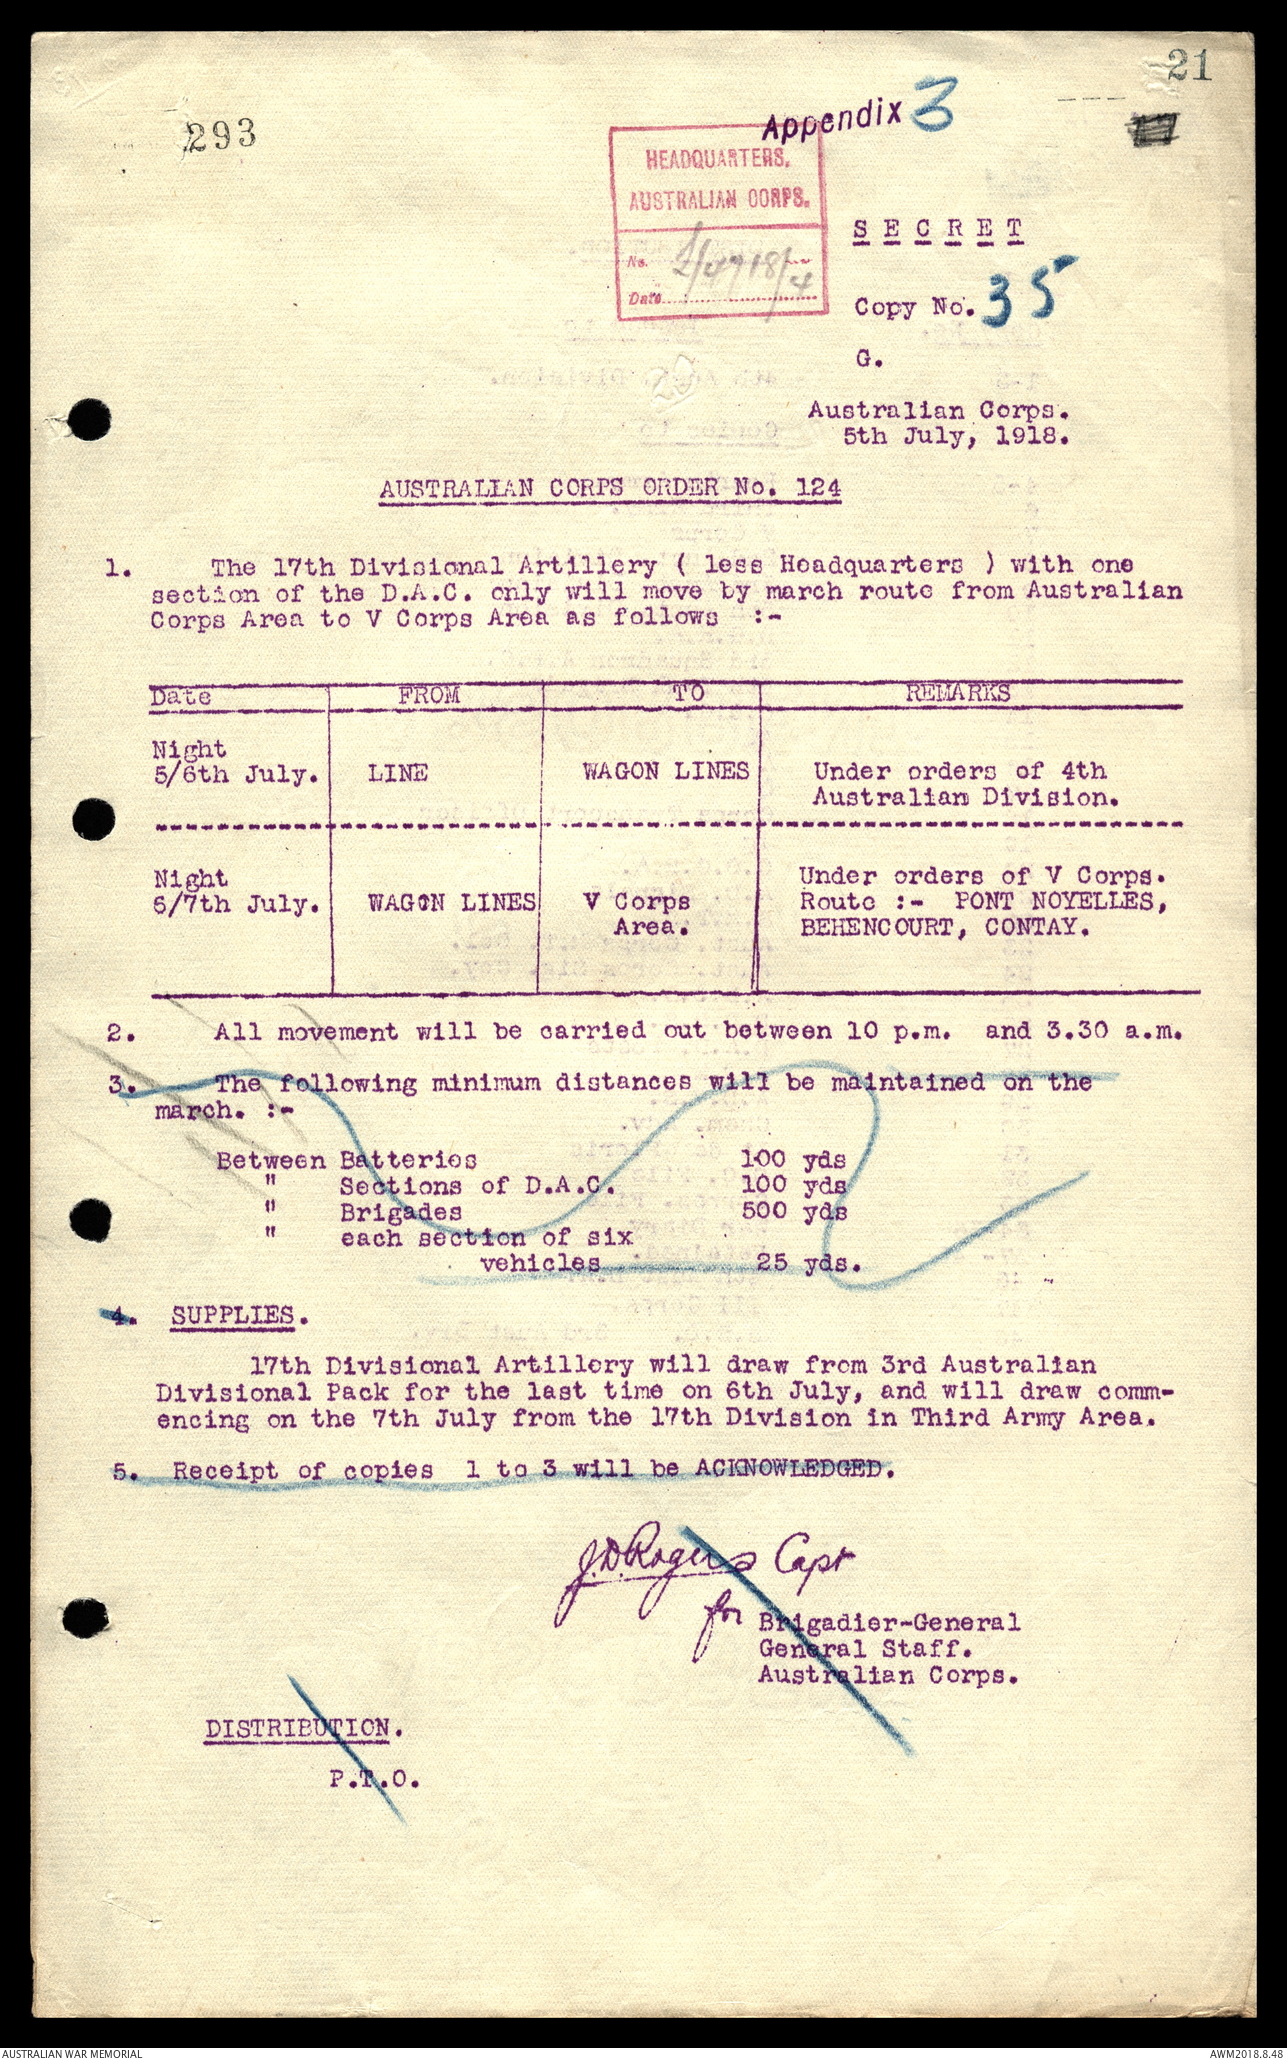 21
293
Appendix 3
HEADQUARTERS.
AUSTRALIAN CORPS.
No.
Date
SECRET
Copy No. 35
G.
Australian Corps.
5th July, 1918.
AUSTRALIAN CORPS ORDER No. 124
1. The 17th Divisional Artillery ( less Headquarters ) with one
section of the D.A.C. only will move by march route from Australian
Corps Area to V Corps Area as follows :-
Date FROM TO REMARKS
Night
5/6th July. LINE WAGON LINES Under orders of 4th
Australian Division.
Night
6/7th July. WAGON LINES V Corps
Area. Under orders of V Corps.
Route :- PONT NOYELLES,
BEHENCOURT, CONTAY.
2. All movement will be carried out between 10 p.m. and 3.30 a.m.
3. The following minimum distances will be maintained on the
march. :-
Between Batteries 100 yds
" Sections of D.A.C. 100 yds
" Brigades 500 yds
" each section of six
vehicles 25 yds.
4. SUPPLIES.
17th Divisional Artillery will draw from 3rd Australian
Divisional Pack for the last time on 6th July, and will draw comm-
encing on the 7th July from the 17th Division in Third Army Area.
5. Receipt of copies 1 to 3 will be ACKNOWLEDGED.
J.D.Rogers Capt
for Brigadier-General
General Staff.
Australian Corps.
DISTRIBUTION.
P.T.O.
AUSTRALIAN WAR MEMORIAL
AWM2018.8.48